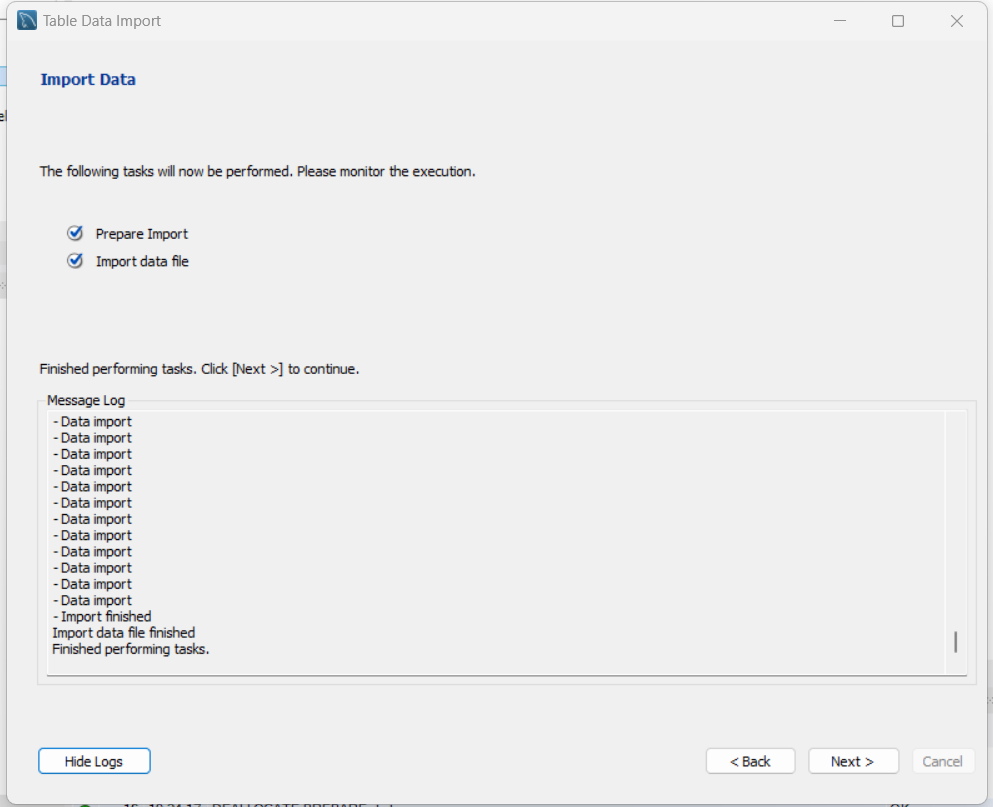 Table Data Import
Import Data
The following tasks will now be performed. Please monitor the execution.
Prepare Import
Import data file
Finished performing tasks. Click [Next >] to continue.
Message Log
- Data import
- Data import
- Data import
- Data import
- Data import
- Data import
- Data import
- Data import
- Data import
- Data import
- Data import
- Data import
- Import finished
Import data file finished
Finished performing tasks.
Hide Logs
< Back
Next >
Cancel